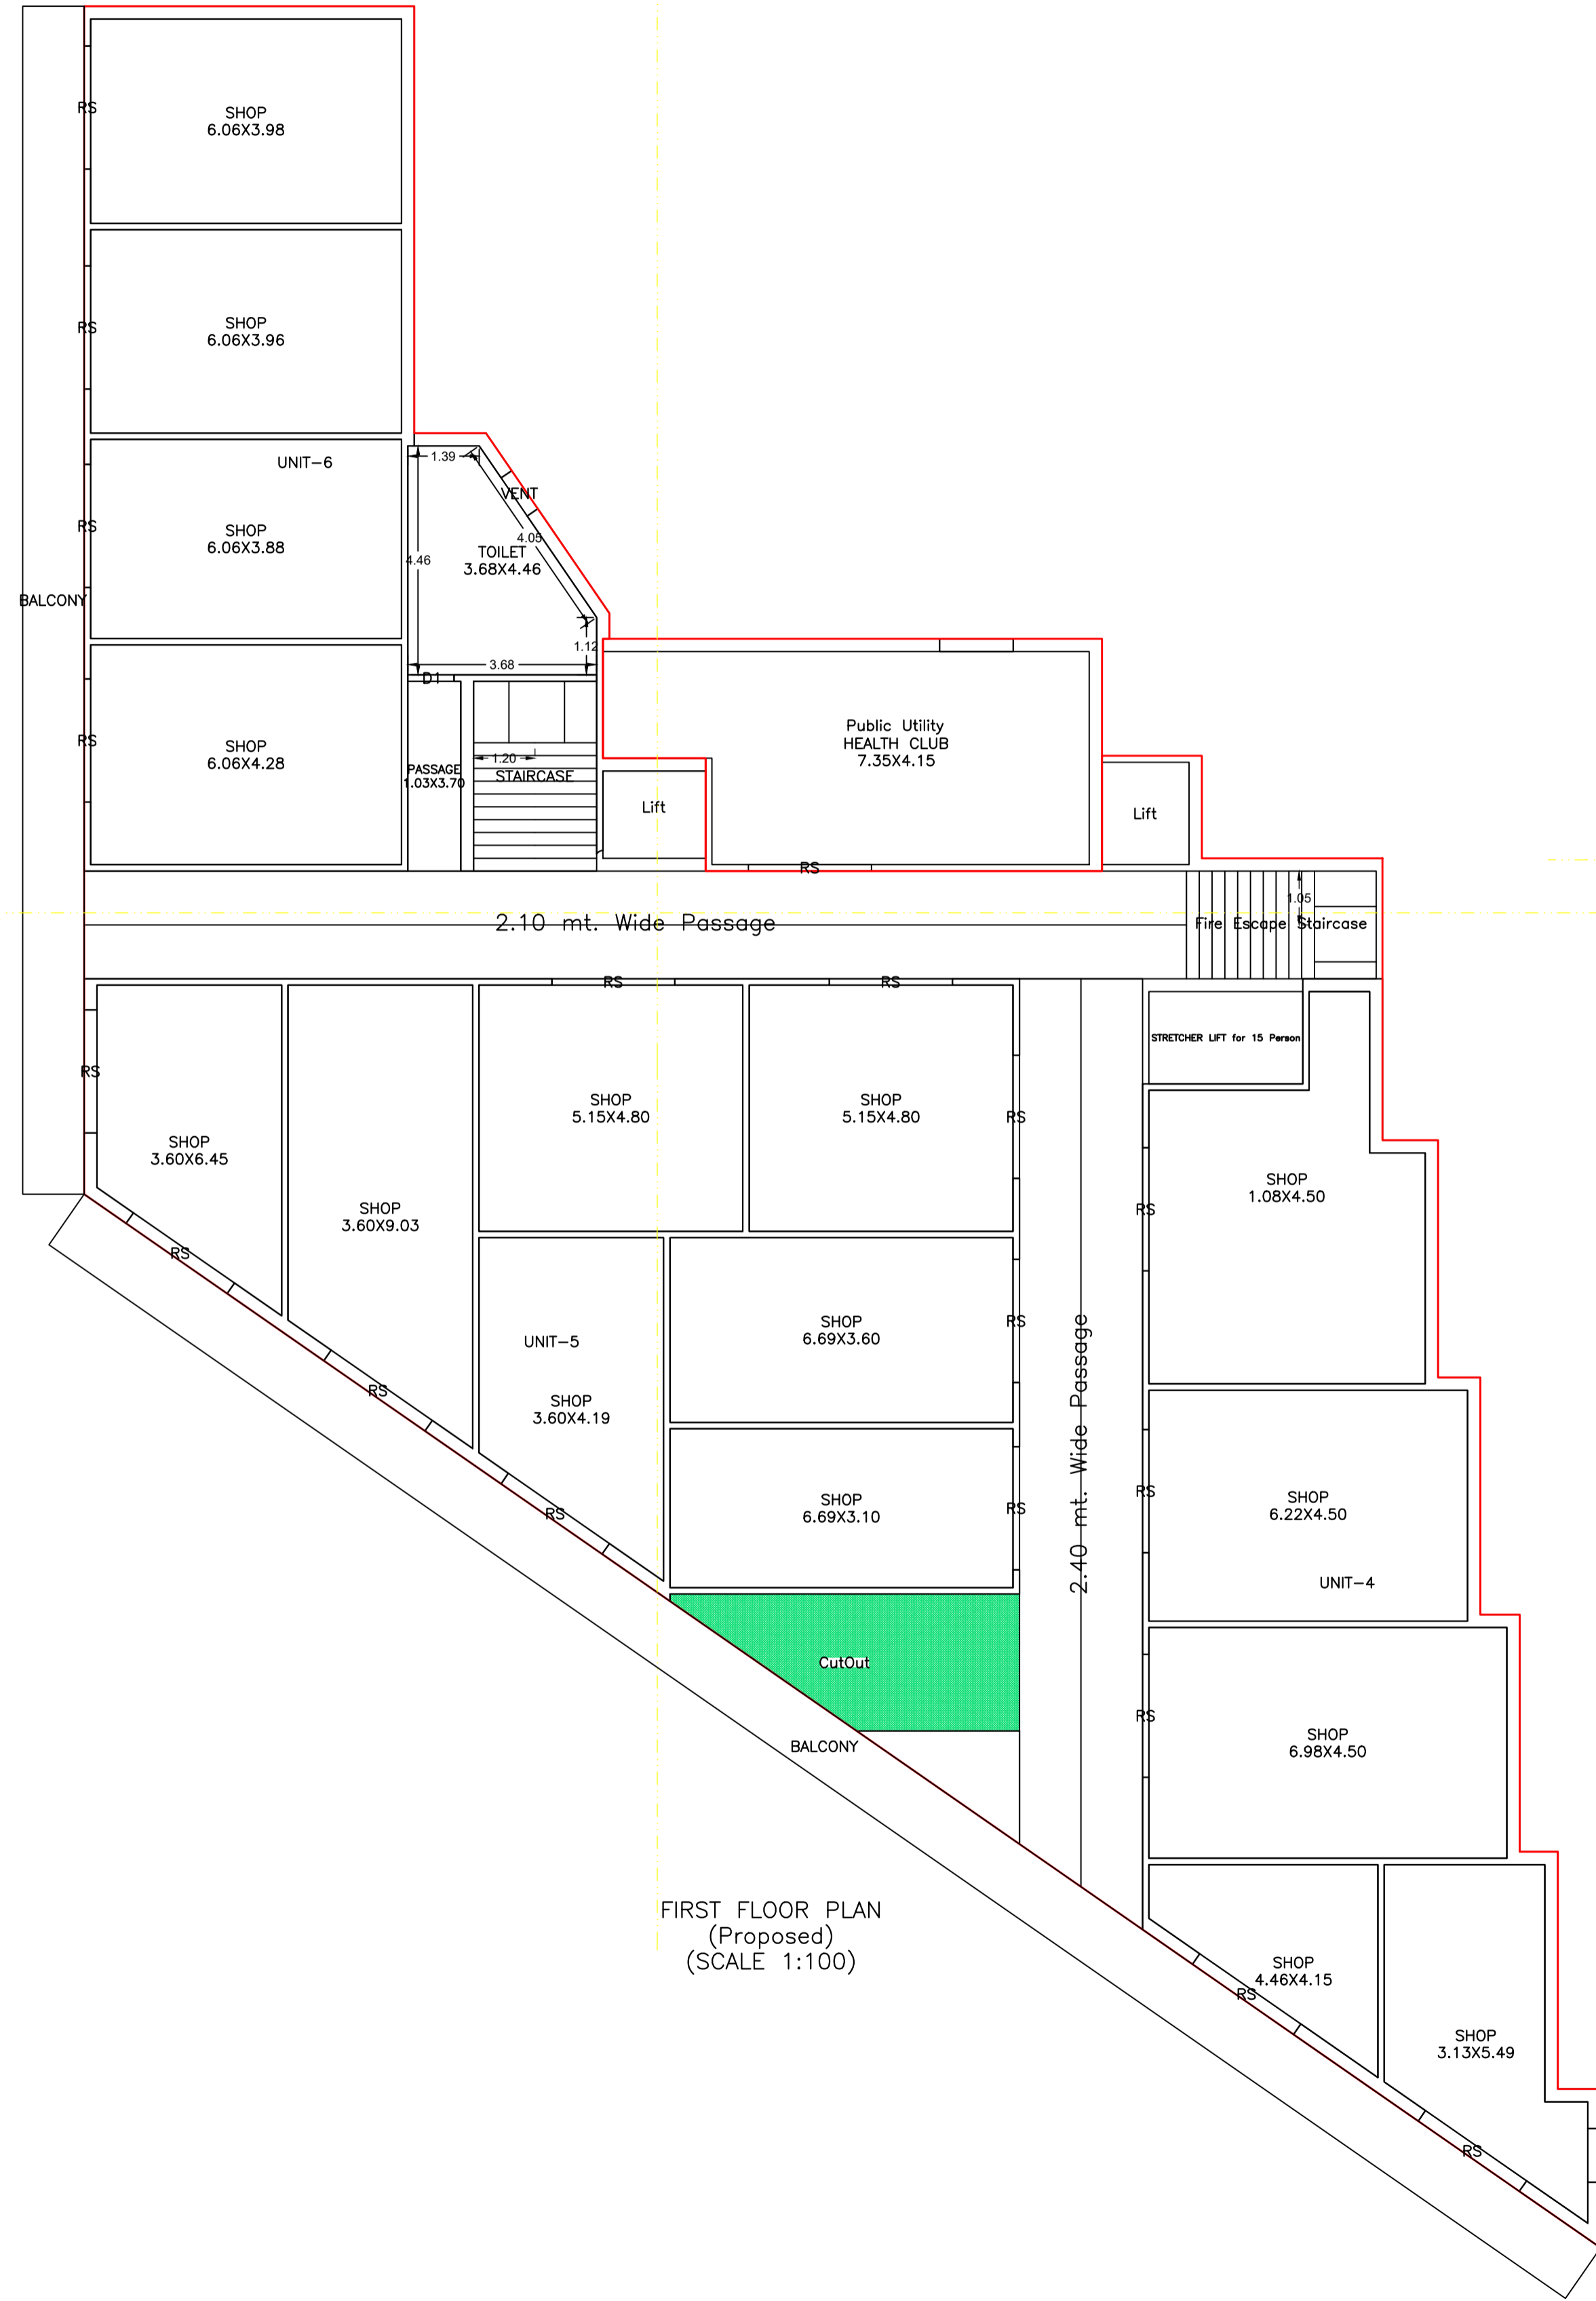 RS
SHOP
6.06X3.98
RS
SHOP
6.06X3.96
UNIT-6
1.39
VENT
RS
SHOP
6.06X3.88
4.05
4.46
TOILET
3.68X4.46
BALCONY
1.12
3.68
D1
RS
SHOP
6.06X4.28
PASSAGE
1.03X3.70
1.20
STAIRCASE
Public Utility
HEALTH CLUB
7.35X4.15
Lift
Lift
RS
1.05
2.10 mt. Wide Passage
Fire Escape Staircase
RS
RS
STRETCHER LIFT for 15 Person
RS
SHOP
3.60X6.45
SHOP
5.15X4.80
SHOP
5.15X4.80
RS
SHOP
3.60X9.03
SHOP
1.08X4.50
RS
RS
UNIT-5
SHOP
6.69X3.60
RS
2.40 mt. Wide Passage
RS
SHOP
3.60X4.19
SHOP
6.69X3.10
RS
RS
RS
SHOP
6.22X4.50
UNIT-4
CutOut
BALCONY
RS
SHOP
6.98X4.50
FIRST FLOOR PLAN
(Proposed)
(SCALE 1:100)
SHOP
4.46X4.15
RS
SHOP
3.13X5.49
RS